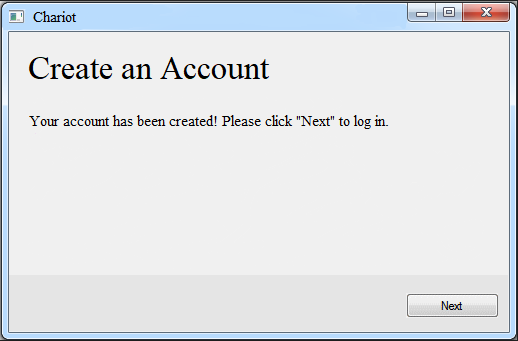 Chariot
Create an Account
Your account has been created! Please click "Next" to log in.
Next